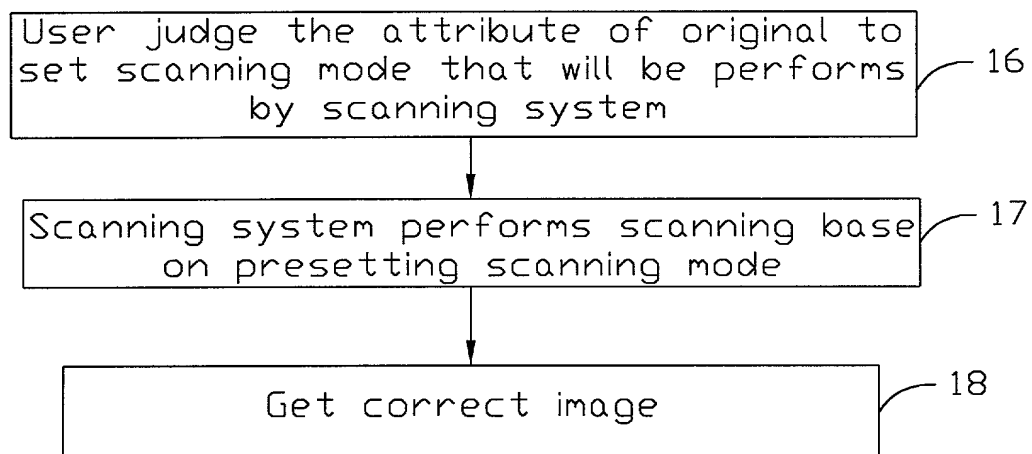 User judge the attribute of original to
set scanning mode that will be performs
by scanning system
16
Scanning system performs scanning base
on presetting scanning mode
17
Get correct image
18